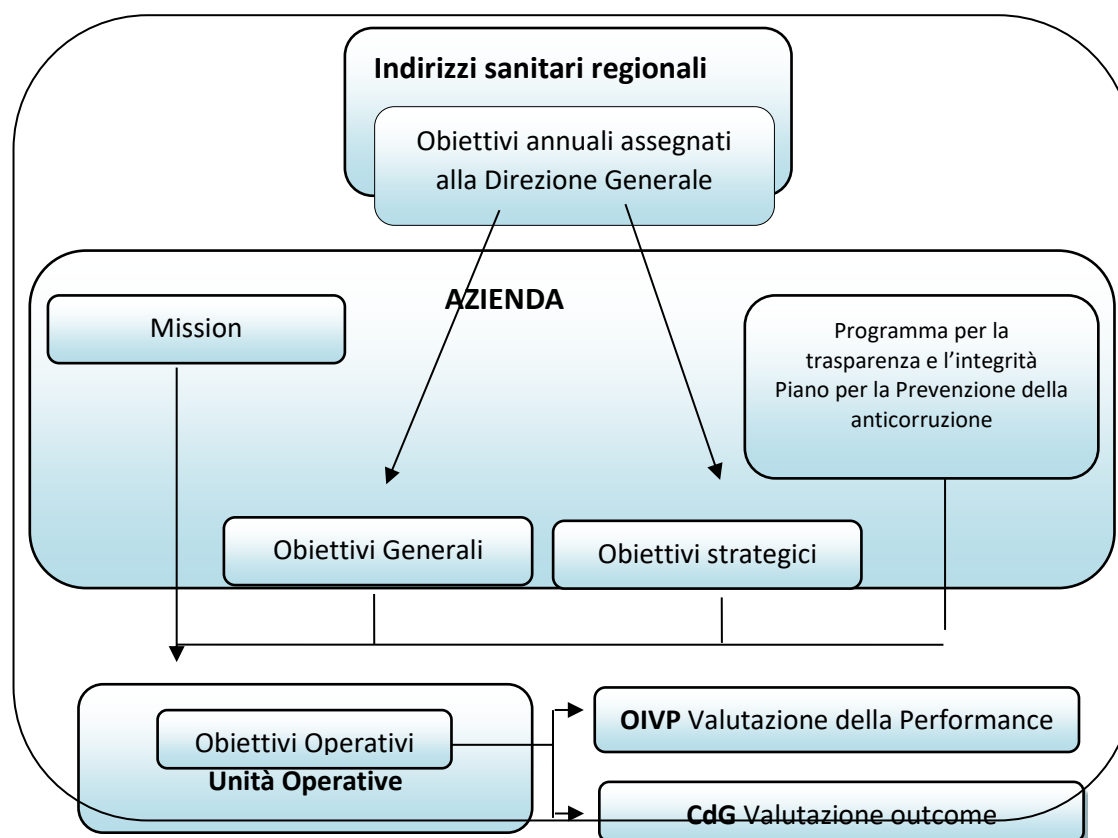 Indirizzi sanitari regionali
Obiettivi annuali assegnati
alla Direzione Generale
AZIENDA
Mission
Programma per la
trasparenza e l’integrità
Piano per la Prevenzione della
anticorruzione
Obiettivi Generali
Obiettivi strategici
Obiettivi Operativi
Unità Operative
OIVP Valutazione della Performance
CdG Valutazione outcome